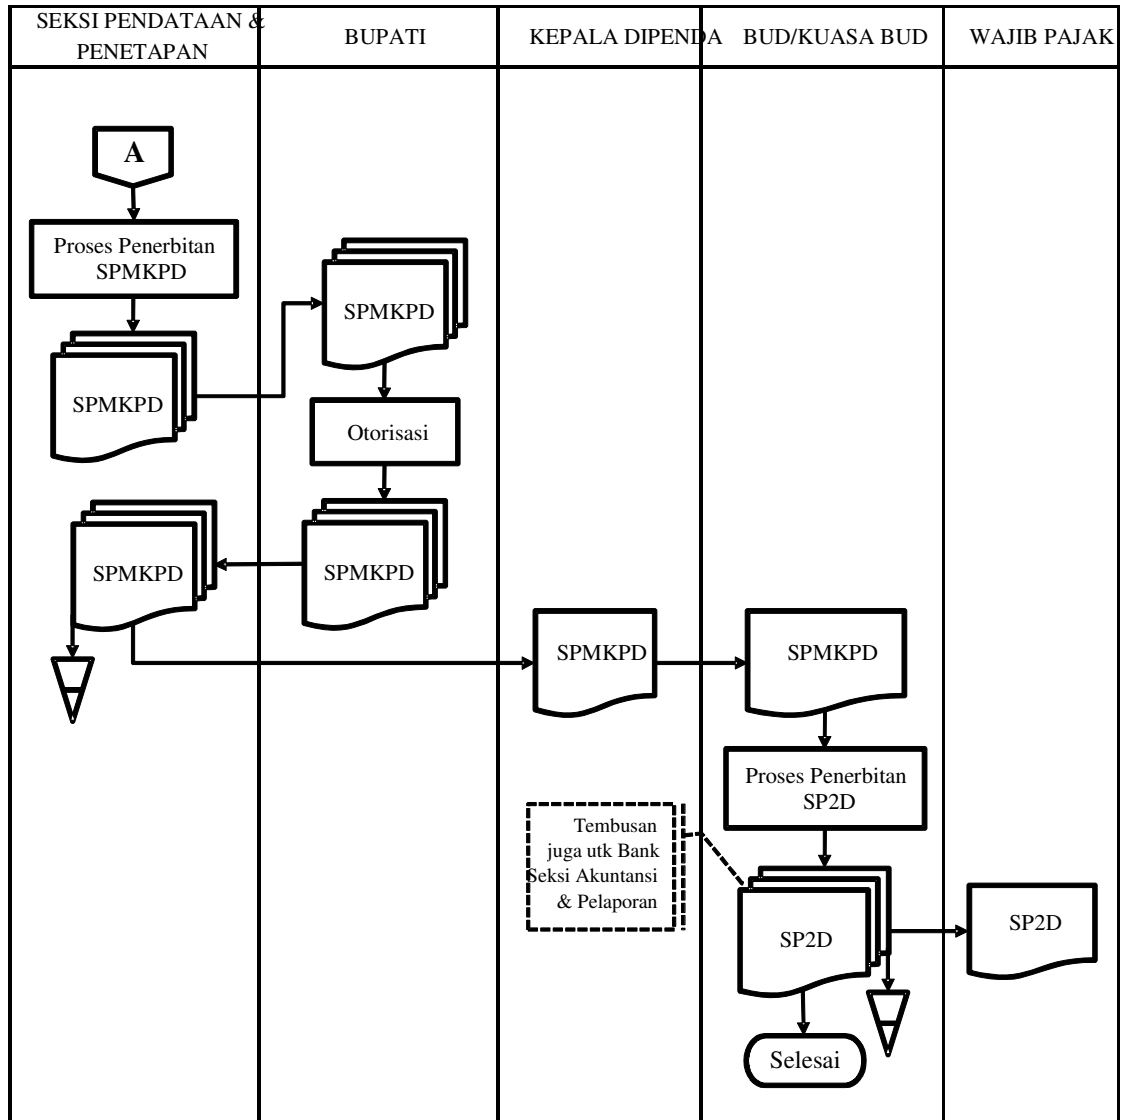 SEKSI PENDATAAN &
PENETAPAN
BUPATI
KEPALA DIPENDA
BUD/KUASA BUD
WAJIB PAJAK
A
Proses Penerbitan
SPMKPD
SPMKPD
SPMKPD
Otorisasi
SPMKPD
SPMKPD
SPMKPD
SPMKPD
Proses Penerbitan
SP2D
Tembusan
juga utk Bank
Seksi Akuntansi
& Pelaporan
SP2D
SP2D
Selesai